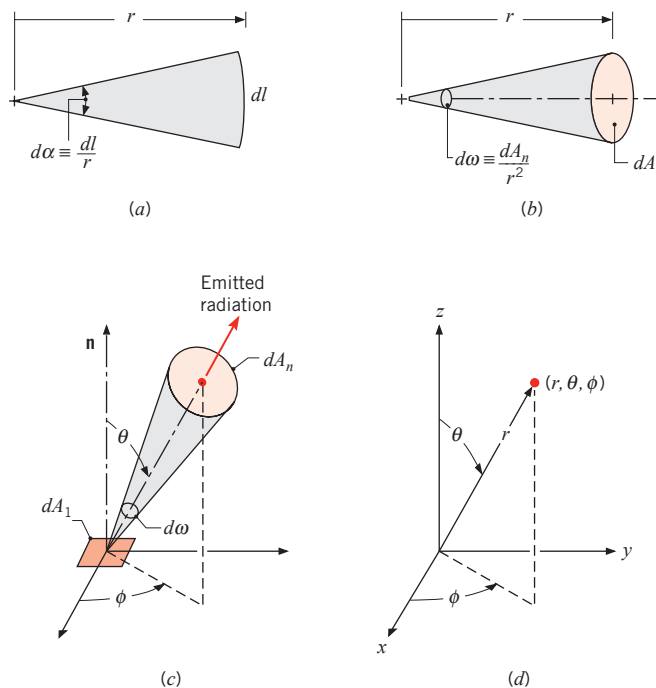 r
r
dl
dα ≡ dl/r
dω ≡ dA_n/r²
dA
(a)
(b)
Emitted
radiation
n
dA_n
θ
dA_1
dω
ϕ
(c)
z
(r, θ, ϕ)
θ
r
y
ϕ
x
(d)